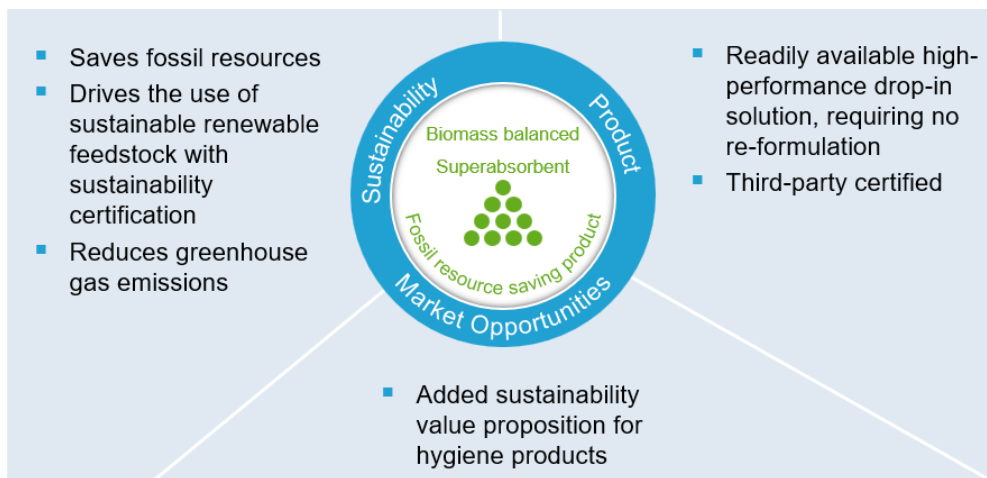 Saves fossil resources
Drives the use of
sustainable renewable
feedstock with
sustainability
certification
Reduces greenhouse
gas emissions
Sustainability
Product
Market Opportunities
Biomass balanced
Superabsorbent
Fossil resource saving product
Readily available high-
performance drop-in
solution, requiring no
re-formulation
Third-party certified
Added sustainability
value proposition for
hygiene products